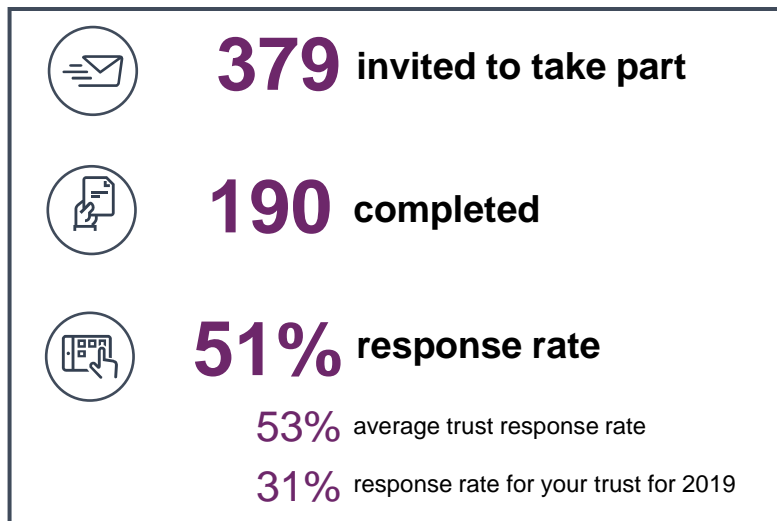 379 invited to take part
190 completed
51% response rate
53% average trust response rate
31% response rate for your trust for 2019